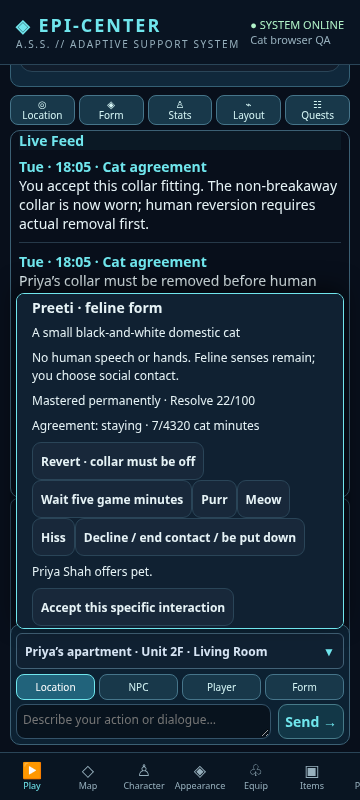 ◈ EPI-CENTER
A.S.S. // ADAPTIVE SUPPORT SYSTEM
● SYSTEM ONLINE
Cat browser QA
Location
Form
Stats
Layout
Quests
Live Feed
Tue · 18:05 · Cat agreement
You accept this collar fitting. The non-breakaway
collar is now worn; human reversion requires
actual removal first.
Tue · 18:05 · Cat agreement
Priya’s collar must be removed before human
Preeti · feline form
A small black-and-white domestic cat
No human speech or hands. Feline senses remain;
you choose social contact.
Mastered permanently · Resolve 22/100
Agreement: staying · 7/4320 cat minutes
Revert · collar must be off
Wait five game minutes
Purr
Meow
Hiss
Decline / end contact / be put down
Priya Shah offers pet.
Accept this specific interaction
Priya’s apartment · Unit 2F · Living Room ▼
Location
NPC
Player
Form
Describe your action or dialogue...
Send →
Play
Map
Character
Appearance
Equip
Items